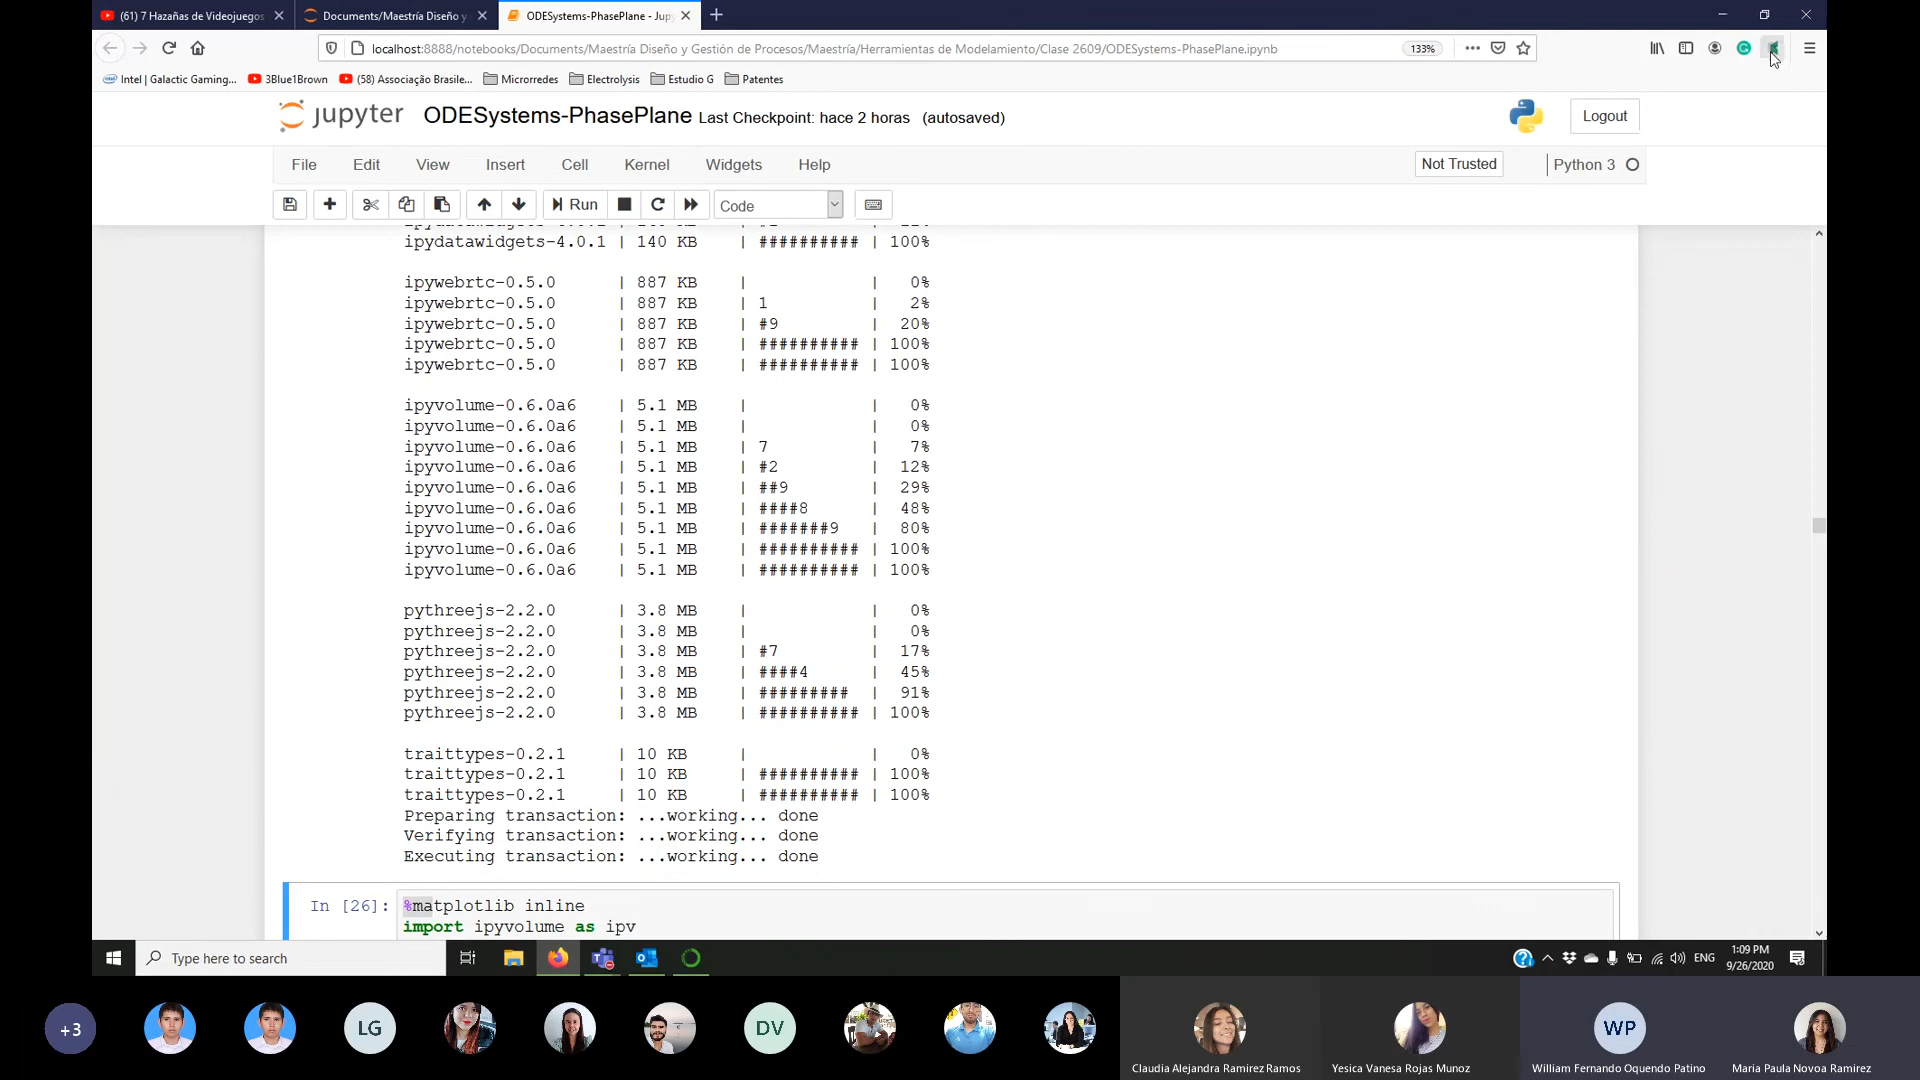 (61) 7 Hazañas de Videojuegos
Documents/Maestría Diseño y
ODESystems-PhasePlane - Jup
localhost:8888/notebooks/Documents/Maestría Diseño y Gestión de Procesos/Maestría/Herramientas de Modelamiento/Clase 2609/ODESystems-PhasePlane.ipynb
133%
Intel | Galactic Gaming...
3Blue1Brown
(58) Associação Brasile...
Microrredes
Electrolysis
Estudio G
Patentes
jupyter ODESystems-PhasePlane Last Checkpoint: hace 2 horas (autosaved)
Logout
File Edit View Insert Cell Kernel Widgets Help
Not Trusted
Python 3
Run
Code
ipydatawidgets-4.0.1 | 140 KB | ########## | 100%
ipywebrtc-0.5.0 | 887 KB | | 0%
ipywebrtc-0.5.0 | 887 KB | 1 | 2%
ipywebrtc-0.5.0 | 887 KB | #9 | 20%
ipywebrtc-0.5.0 | 887 KB | ########## | 100%
ipywebrtc-0.5.0 | 887 KB | ########## | 100%
ipyvolume-0.6.0a6 | 5.1 MB | | 0%
ipyvolume-0.6.0a6 | 5.1 MB | | 0%
ipyvolume-0.6.0a6 | 5.1 MB | 7 | 7%
ipyvolume-0.6.0a6 | 5.1 MB | #2 | 12%
ipyvolume-0.6.0a6 | 5.1 MB | ##9 | 29%
ipyvolume-0.6.0a6 | 5.1 MB | ####8 | 48%
ipyvolume-0.6.0a6 | 5.1 MB | #######9 | 80%
ipyvolume-0.6.0a6 | 5.1 MB | ########## | 100%
ipyvolume-0.6.0a6 | 5.1 MB | ########## | 100%
pythreejs-2.2.0 | 3.8 MB | | 0%
pythreejs-2.2.0 | 3.8 MB | | 0%
pythreejs-2.2.0 | 3.8 MB | #7 | 17%
pythreejs-2.2.0 | 3.8 MB | ####4 | 45%
pythreejs-2.2.0 | 3.8 MB | ######### | 91%
pythreejs-2.2.0 | 3.8 MB | ########## | 100%
traittypes-0.2.1 | 10 KB | | 0%
traittypes-0.2.1 | 10 KB | ########## | 100%
traittypes-0.2.1 | 10 KB | ########## | 100%
Preparing transaction: ...working... done
Verifying transaction: ...working... done
Executing transaction: ...working... done
In [26]: %matplotlib inline
import ipyvolume as ipv
Type here to search
ENG
1:09 PM
9/26/2020
+3
LG
DV
WP
Claudia Alejandra Ramirez Ramos
Yesica Vanesa Rojas Munoz
William Fernando Oquendo Patino
Maria Paula Novoa Ramirez